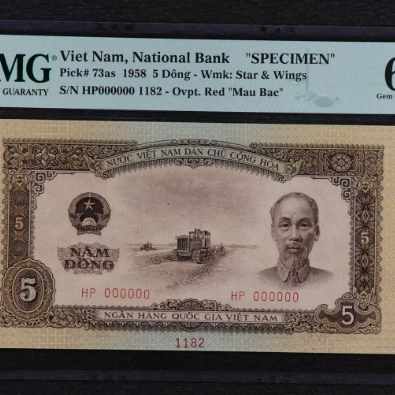 MG Viet Nam, National Bank "SPECIMEN"
Pick# 73as 1958 5 Dông - Wmk: Star & Wings
GUARANTY S/N HP000000 1182 - Ovpt. Red "Mau Bac"
6
Gem
NƯỚC VIỆT NAM DÂN CHỦ CỘNG HÒA
5 5
NĂM
ĐỒNG
HP 000000 HP 000000
5 5
NGÂN HÀNG QUỐC GIA VIỆT NAM
1182